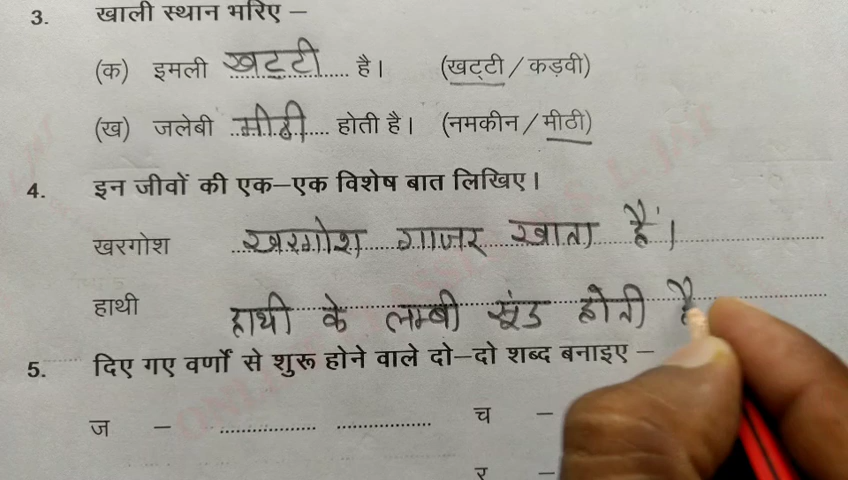 3. खाली स्थान भरिए –
(क) इमली खट्टी है। (खट्टी / कड़वी)
(ख) जलेबी मीठी होती है। (नमकीन / मीठी)
4. इन जीवों की एक–एक विशेष बात लिखिए।
खरगोश खरगोश गाजर खाता है।
हाथी हाथी के लम्बी सूंड होती है
5. दिए गए वर्णों से शुरू होने वाले दो–दो शब्द बनाइए –
ज – च –
र –